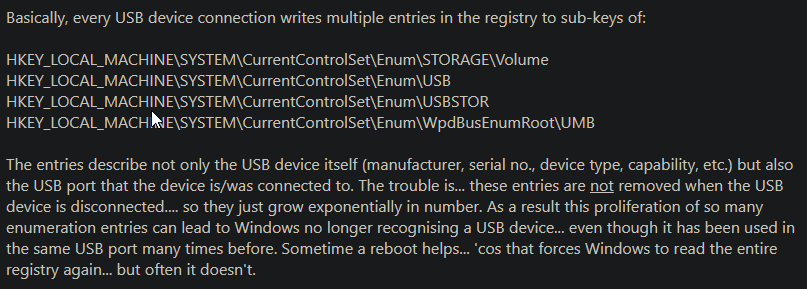 Basically, every USB device connection writes multiple entries in the registry to sub-keys of:
HKEY_LOCAL_MACHINE\SYSTEM\CurrentControlSet\Enum\STORAGE\Volume
HKEY_LOCAL_MACHINE\SYSTEM\CurrentControlSet\Enum\USB
HKEY_LOCAL_MACHINE\SYSTEM\CurrentControlSet\Enum\USBSTOR
HKEY_LOCAL_MACHINE\SYSTEM\CurrentControlSet\Enum\WpdBusEnumRoot\UMB
The entries describe not only the USB device itself (manufacturer, serial no., device type, capability, etc.) but also
the USB port that the device is/was connected to. The trouble is... these entries are not removed when the USB
device is disconnected.... so they just grow exponentially in number. As a result this proliferation of so many
enumeration entries can lead to Windows no longer recognising a USB device... even though it has been used in
the same USB port many times before. Sometime a reboot helps... 'cos that forces Windows to read the entire
registry again... but often it doesn't.